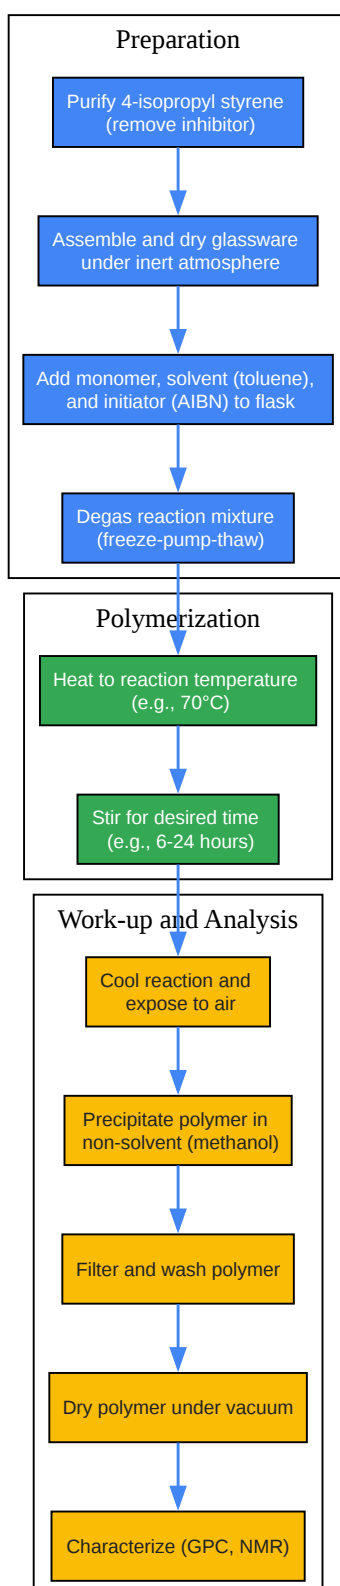 Preparation
Purify 4-isopropyl styrene
(remove inhibitor)
Assemble and dry glassware
under inert atmosphere
Add monomer, solvent (toluene),
and initiator (AIBN) to flask
Degas reaction mixture
(freeze-pump-thaw)
Polymerization
Heat to reaction temperature
(e.g., 70°C)
Stir for desired time
(e.g., 6-24 hours)
Work-up and Analysis
Cool reaction and
expose to air
Precipitate polymer in
non-solvent (methanol)
Filter and wash polymer
Dry polymer under vacuum
Characterize (GPC, NMR)